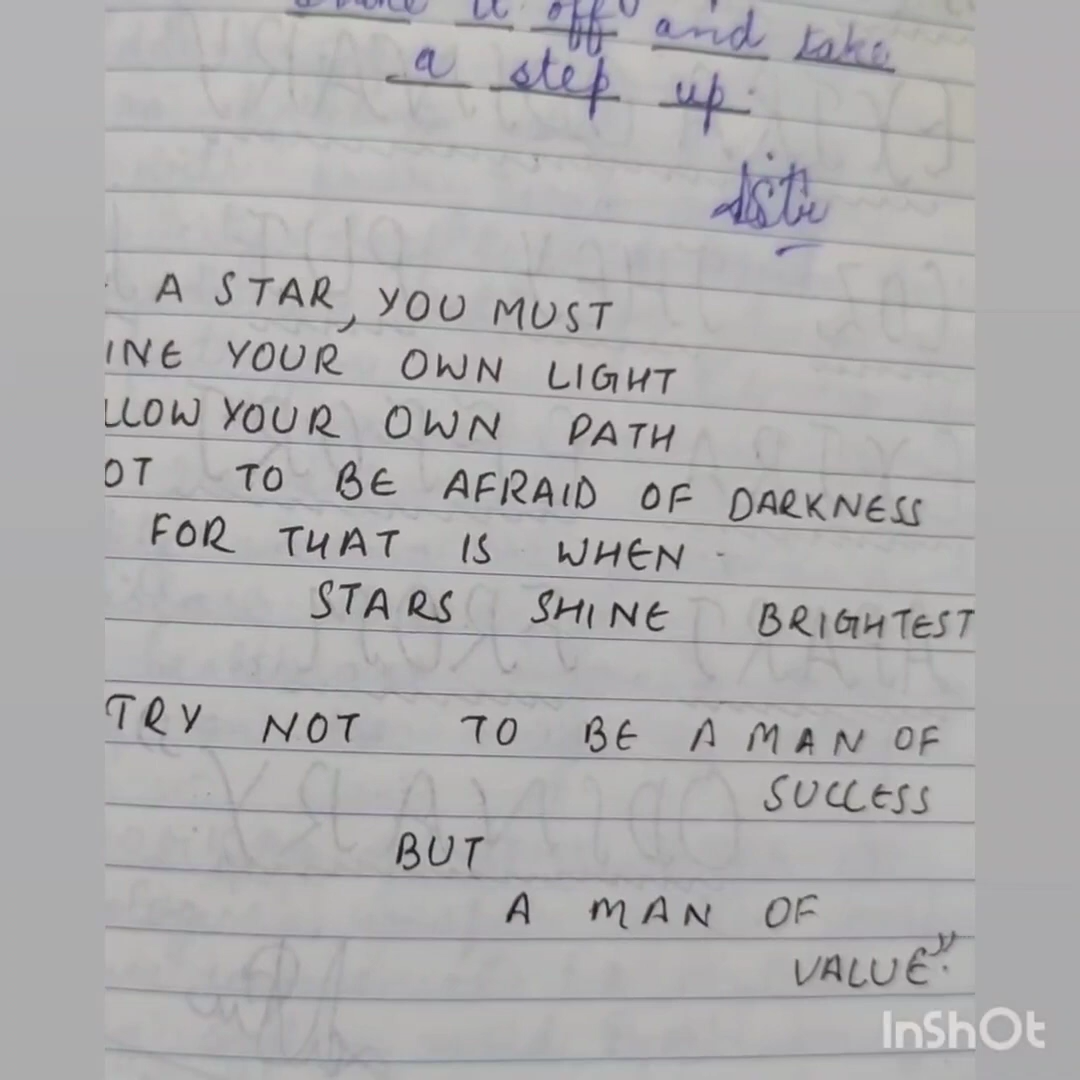 it off and take
a step up.
A STAR, YOU MUST
INE YOUR OWN LIGHT
LLOW YOUR OWN PATH
OT TO BE AFRAID OF DARKNESS
FOR THAT IS WHEN
STARS SHINE BRIGHTEST
TRY NOT TO BE A MAN OF
SUCCESS
BUT
A MAN OF
VALUE."
InShOt